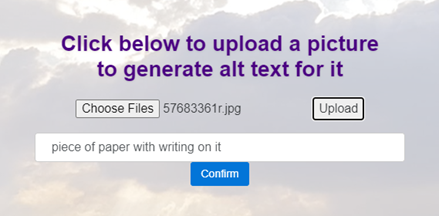 Click below to upload a picture
to generate alt text for it
Choose Files 57683361r.jpg Upload
piece of paper with writing on it
Confirm